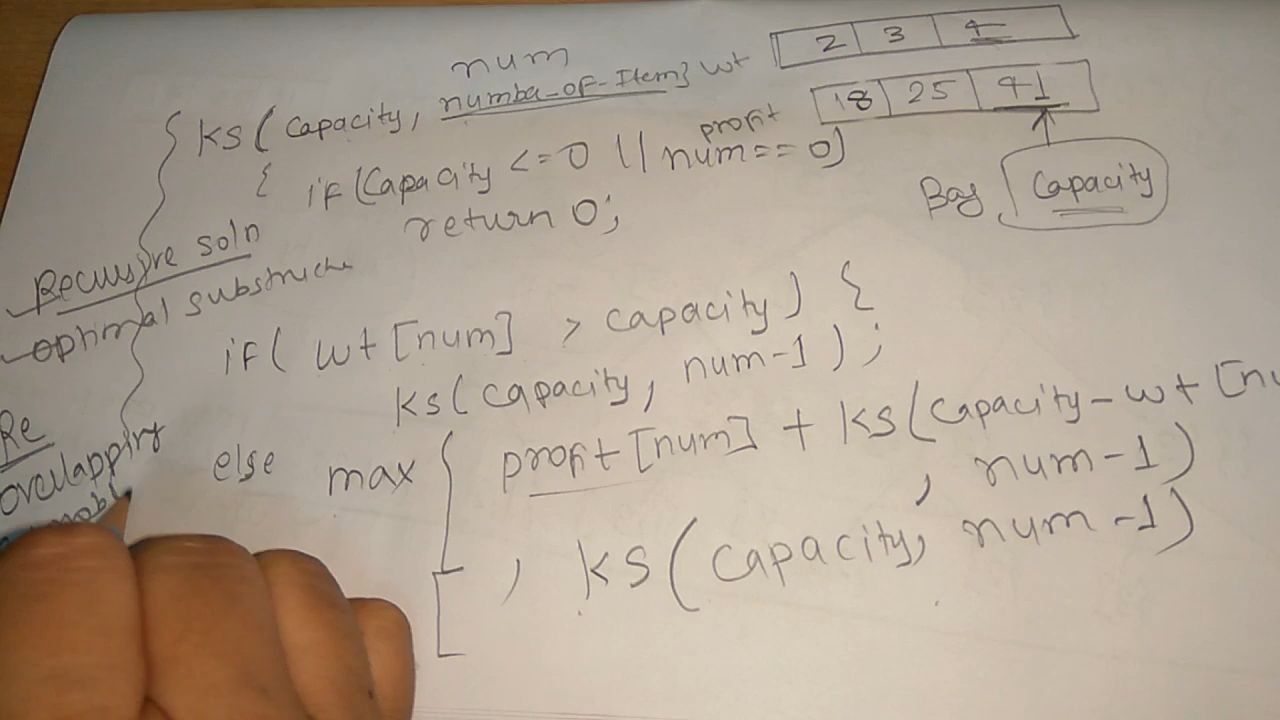 num
ks ( capacity, number-of-Item} wt 2 3 4
profit 18 25 41
{ if (Capacity <= 0 || num == 0)
return 0;
Bag Capacity
Recursive soln
optimal substructure
if ( wt [num] > capacity ) {
ks ( capacity, num-1 ) ;
else max { profit [num] + ks ( capacity - wt [nu
, num-1 )
, ks ( capacity, num -1 )
Re
overlapping